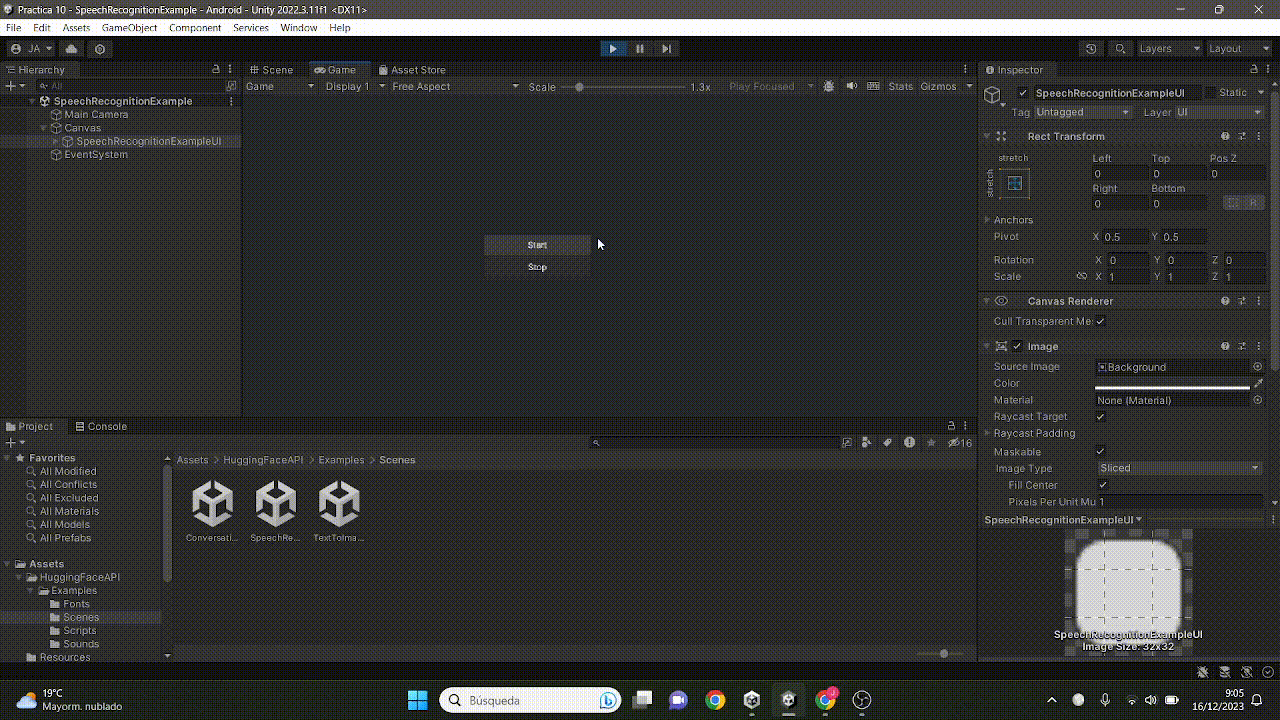 Practica 10 - SpeechRecognitionExample - Android - Unity 2022.3.11f1 <DX11>
File Edit Assets GameObject Component Services Window Help
JA Layers Layout
Hierarchy Scene Game Asset Store Inspector
All Game Display 1 Free Aspect Scale 1.3x Play Focused Stats Gizmos
SpeechRecognitionExampleUI Static
SpeechRecognitionExample
Tag Untagged Layer UI
Main Camera
Canvas
SpeechRecognitionExampleUI
EventSystem
Start
Stop
Rect Transform
stretch
stretch
Left Top Pos Z
0 0 0
Right Bottom
0 0 R
Anchors
Pivot X 0.5 Y 0.5
Rotation X 0 Y 0 Z 0
Scale X 1 Y 1 Z 1
Canvas Renderer
Cull Transparent Me
Image
Source Image Background
Color
Material None (Material)
Raycast Target
Raycast Padding
Maskable
Image Type Sliced
Fill Center
Pixels Per Unit Mu 1
SpeechRecognitionExampleUI
SpeechRecognitionExampleUI
Image Size: 32x32
Project Console
16
Favorites
All Modified
All Conflicts
All Excluded
All Materials
All Models
All Prefabs
Assets
HuggingFaceAPI
Examples
Fonts
Scenes
Scripts
Sounds
Resources
Assets > HuggingFaceAPI > Examples > Scenes
Conversati... SpeechRe... TextToIma...
19°C
Mayorm. nublado
Búsqueda
9:05
16/12/2023